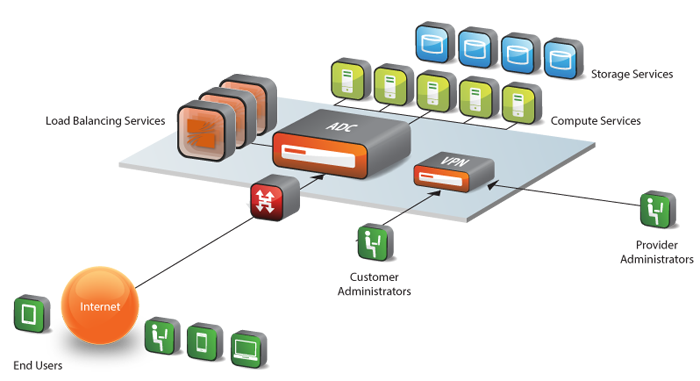 Storage Services
Load Balancing Services
ADC
Compute Services
VPN
Provider
Administrators
Customer
Administrators
Internet
End Users